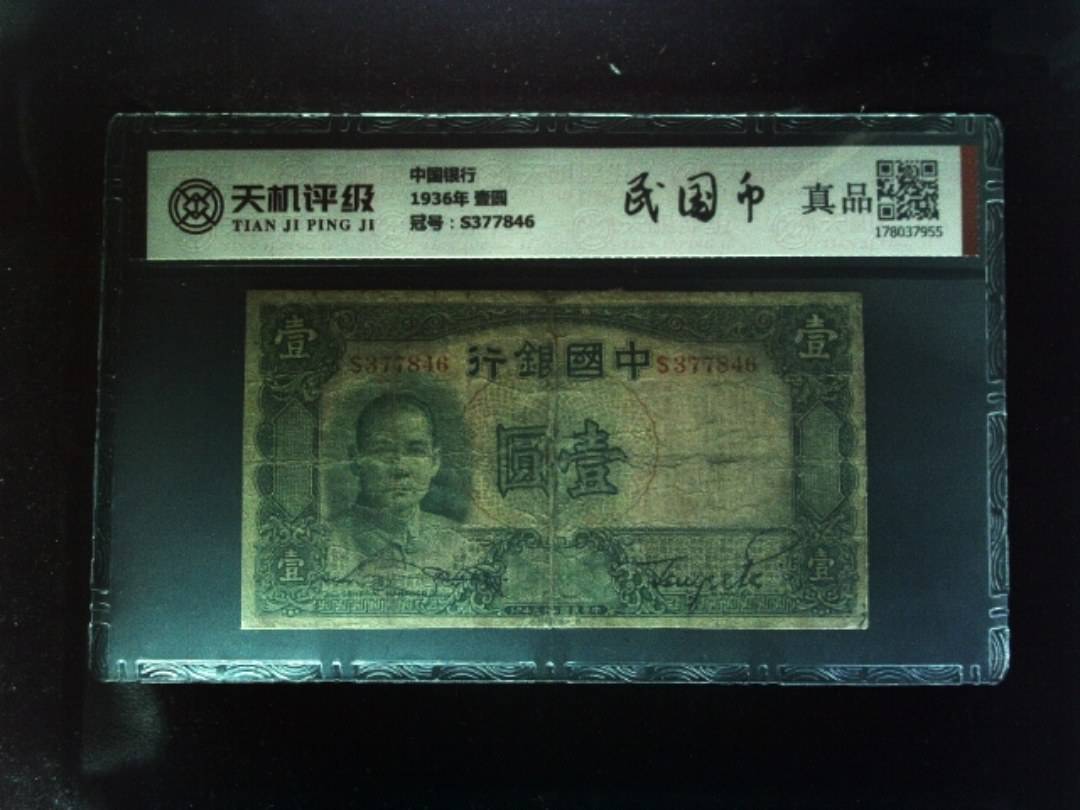 天机评级
TIAN JI PING JI
中国银行
1936年 壹圆
冠号：S377846
民国币
真品
178037955
壹
壹
S377846
行銀國中
S377846
圓壹
壹
壹